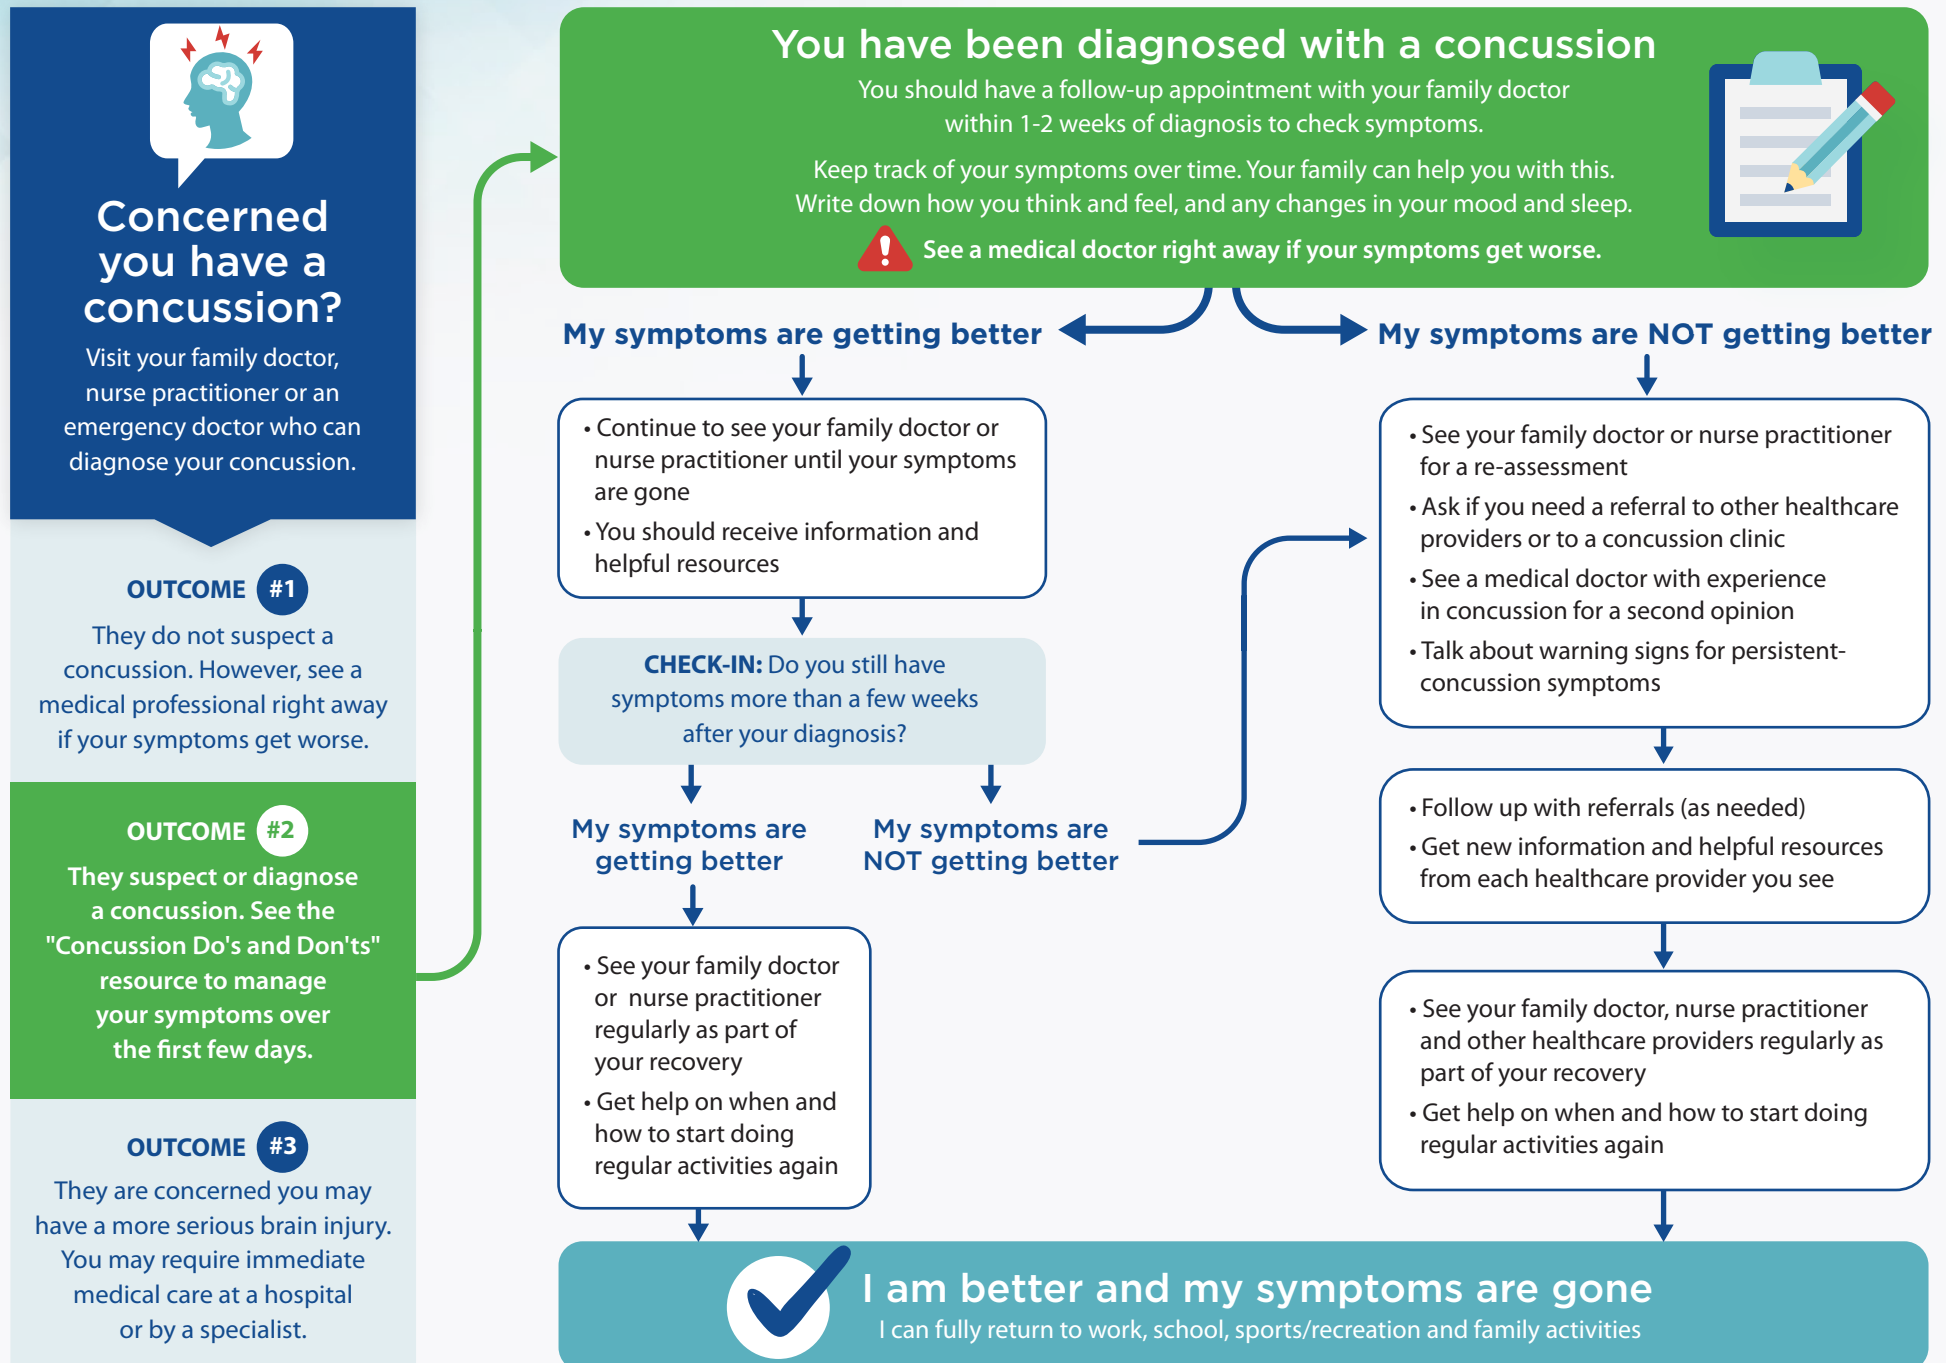 Concerned
you have a
concussion?
Visit your family doctor,
nurse practitioner or an
emergency doctor who can
diagnose your concussion.
OUTCOME #1
They do not suspect a
concussion. However, see a
medical professional right away
if your symptoms get worse.
OUTCOME #2
They suspect or diagnose
a concussion. See the
"Concussion Do's and Don'ts"
resource to manage
your symptoms over
the first few days.
OUTCOME #3
They are concerned you may
have a more serious brain injury.
You may require immediate
medical care at a hospital
or by a specialist.
You have been diagnosed with a concussion
You should have a follow-up appointment with your family doctor
within 1-2 weeks of diagnosis to check symptoms.
Keep track of your symptoms over time. Your family can help you with this.
Write down how you think and feel, and any changes in your mood and sleep.
! See a medical doctor right away if your symptoms get worse.
My symptoms are getting better
• Continue to see your family doctor or
nurse practitioner until your symptoms
are gone
• You should receive information and
helpful resources
CHECK-IN: Do you still have
symptoms more than a few weeks
after your diagnosis?
My symptoms are
getting better
My symptoms are
NOT getting better
• See your family doctor
or nurse practitioner
regularly as part of
your recovery
• Get help on when and
how to start doing
regular activities again
My symptoms are NOT getting better
• See your family doctor or nurse practitioner
for a re-assessment
• Ask if you need a referral to other healthcare
providers or to a concussion clinic
• See a medical doctor with experience
in concussion for a second opinion
• Talk about warning signs for persistent-
concussion symptoms
• Follow up with referrals (as needed)
• Get new information and helpful resources
from each healthcare provider you see
• See your family doctor, nurse practitioner
and other healthcare providers regularly as
part of your recovery
• Get help on when and how to start doing
regular activities again
I am better and my symptoms are gone
I can fully return to work, school, sports/recreation and family activities